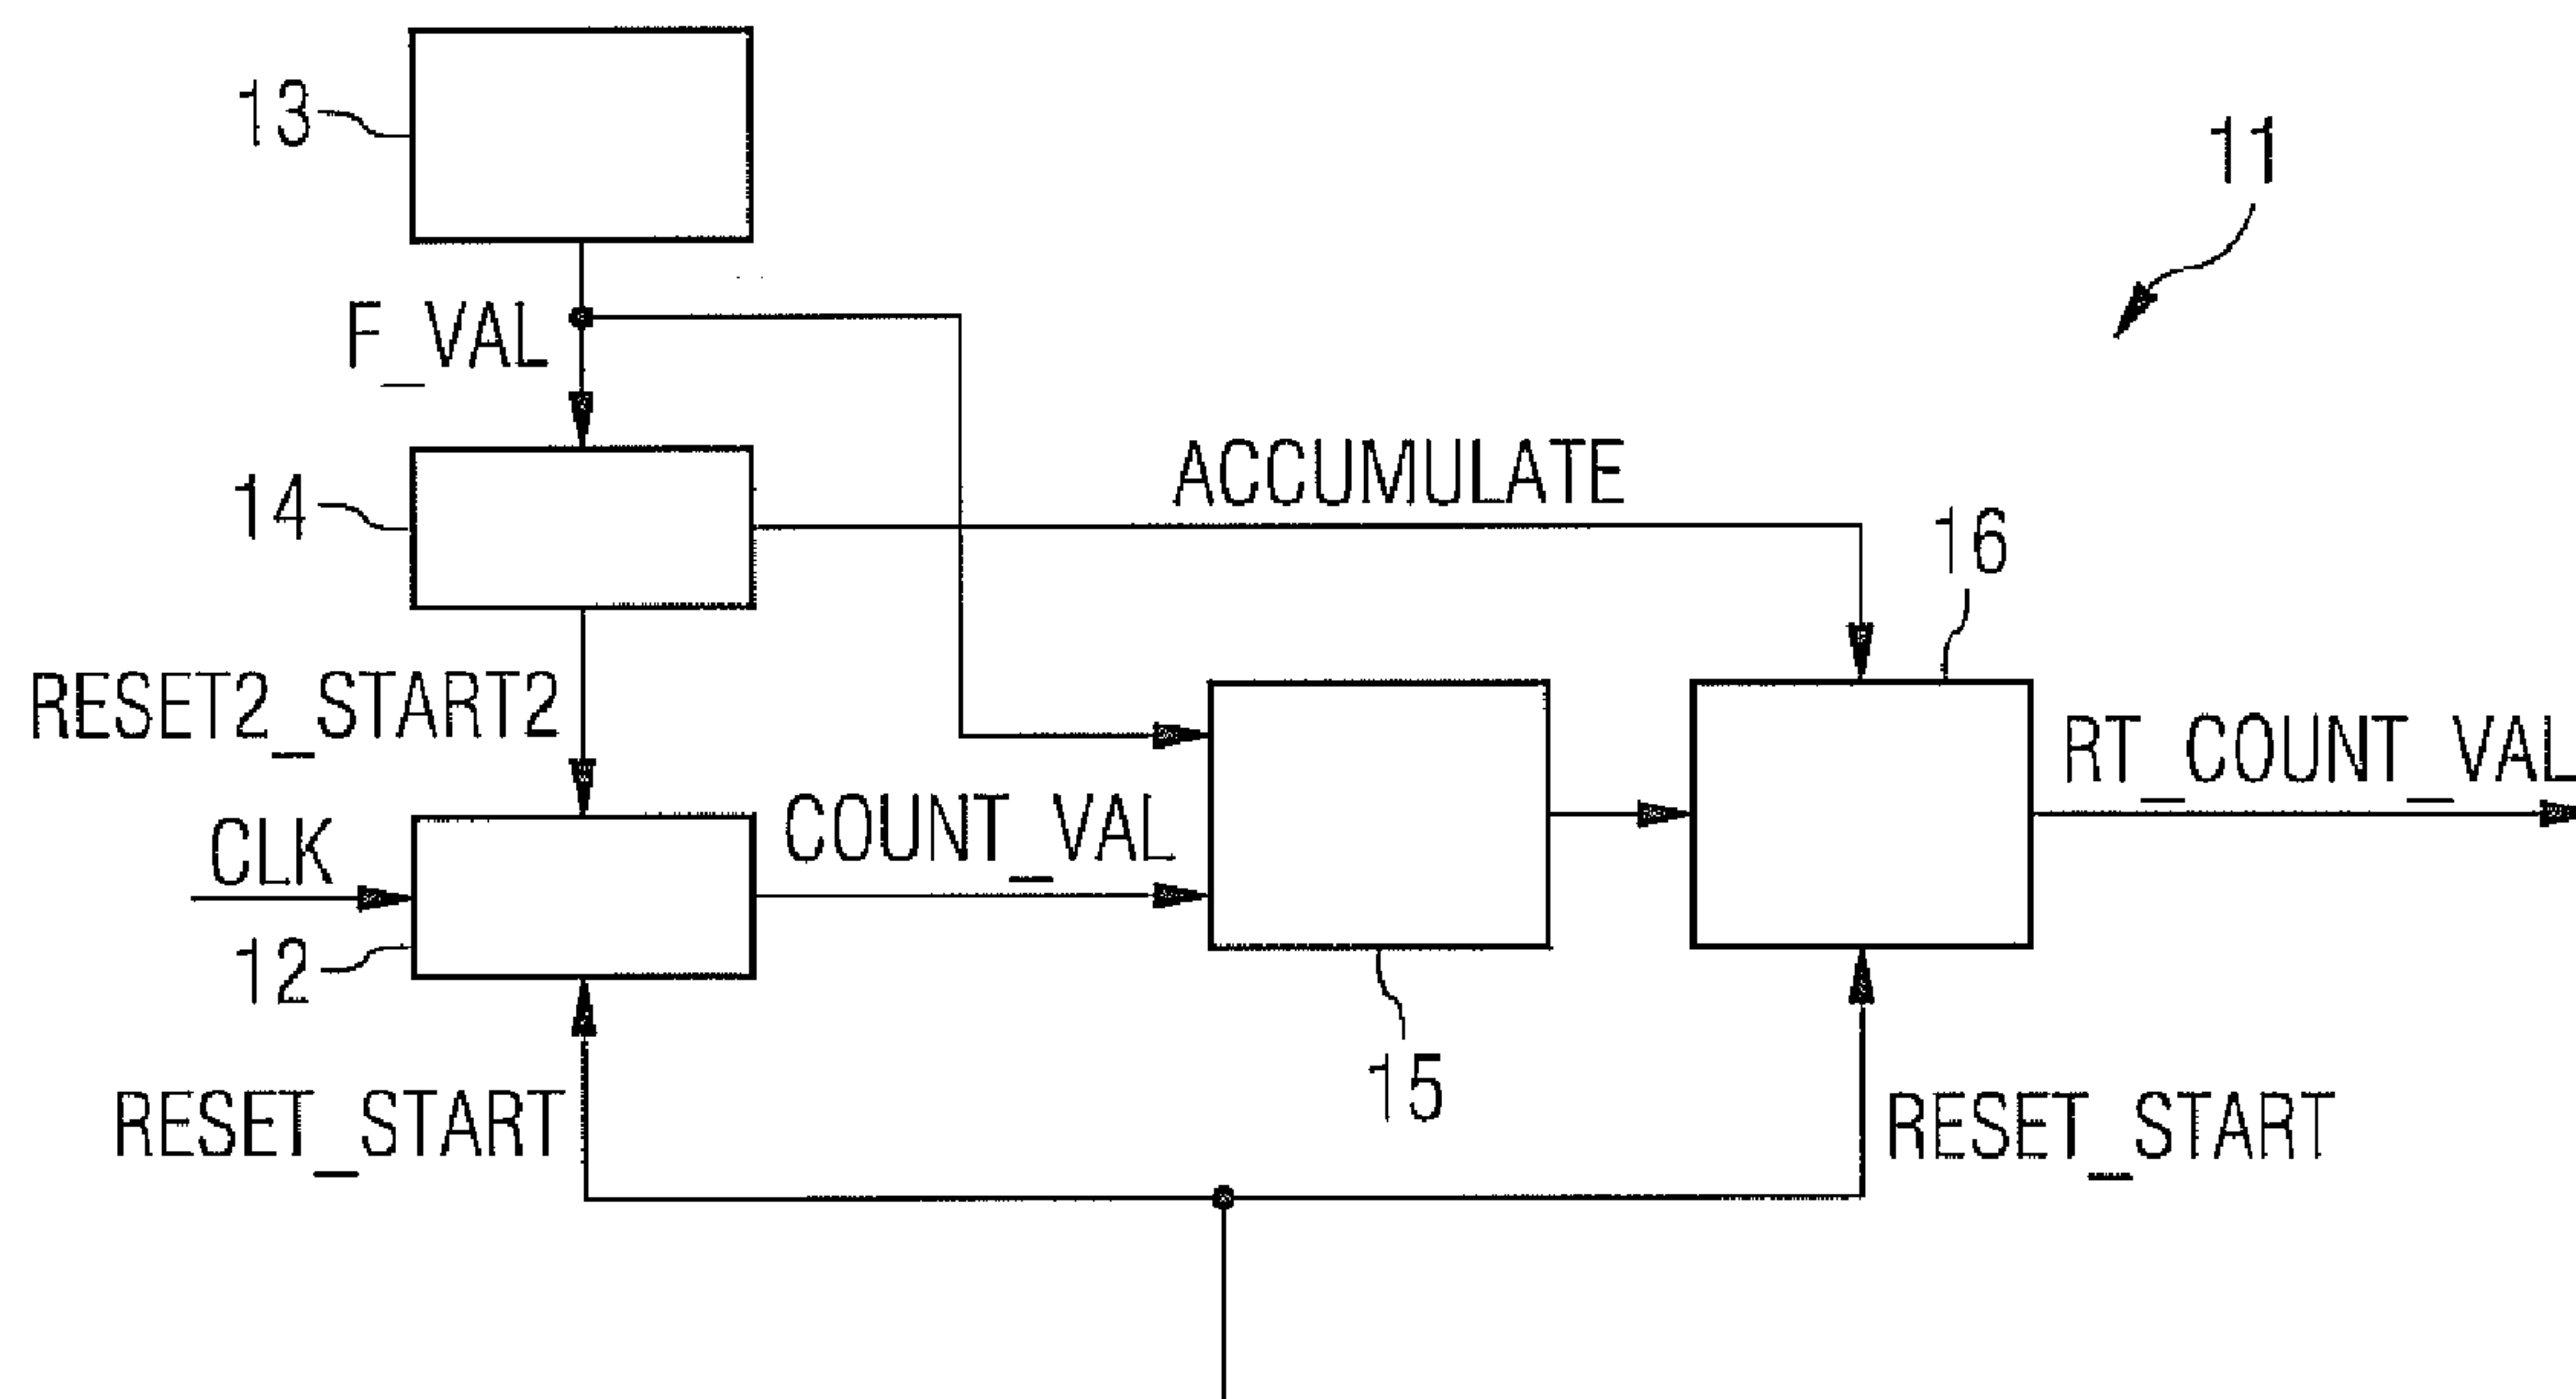 13
11
F_VAL
ACCUMULATE
14
16
RESET2_START2
RT_COUNT_VAL
CLK
COUNT_VAL
12
15
RESET_START
RESET_START